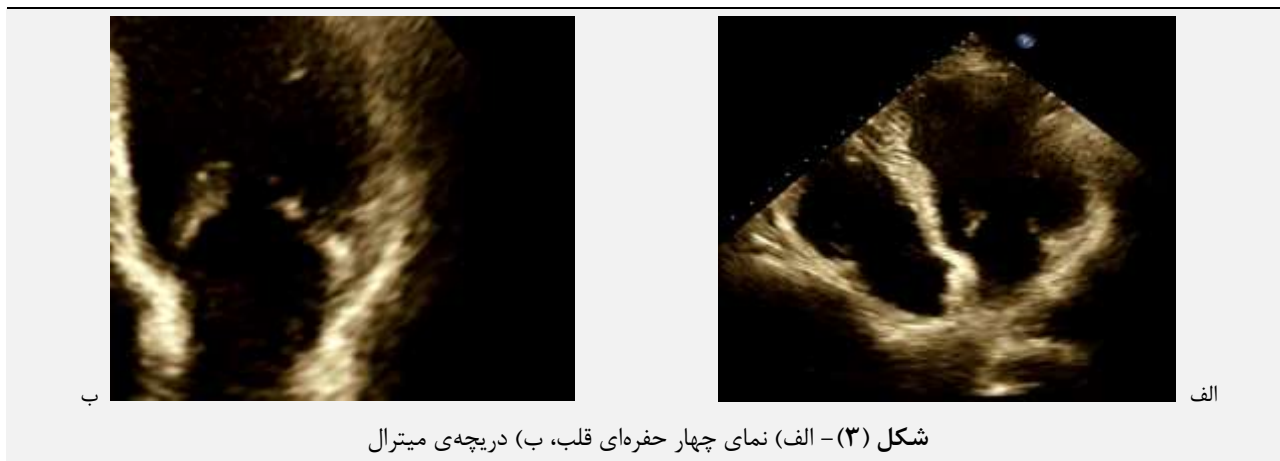 الف
ب
شکل (۳)- الف) نمای چهار حفره‌ای قلب، ب) دریچه‌ی میترال